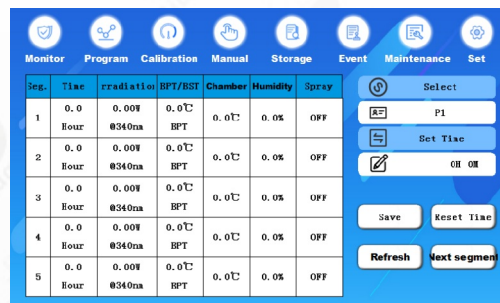 Monitor Program Calibration Manual Storage Event Maintenance Set
Seg. Time rradiation BPT/BST Chamber Humidity Spray
1 0.0 0.00W 0.0℃ 0.0℃ 0.0% OFF
Hour @340nm BPT
2 0.0 0.00W 0.0℃ 0.0℃ 0.0% OFF
Hour @340nm BPT
3 0.0 0.00W 0.0℃ 0.0℃ 0.0% OFF
Hour @340nm BPT
4 0.0 0.00W 0.0℃ 0.0℃ 0.0% OFF
Hour @340nm BPT
5 0.0 0.00W 0.0℃ 0.0℃ 0.0% OFF
Hour @340nm BPT
Select
P1
Set Time
0H 0M
Save Reset Time
Refresh Next segment